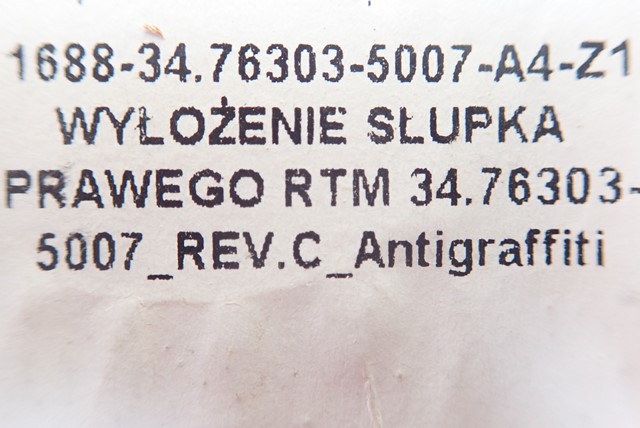 1688-34.76303-5007-A4-Z1
WYŁOŻENIE SŁUPKA
PRAWEGO RTM 34.76303-
5007_REV.C_Antigraffiti